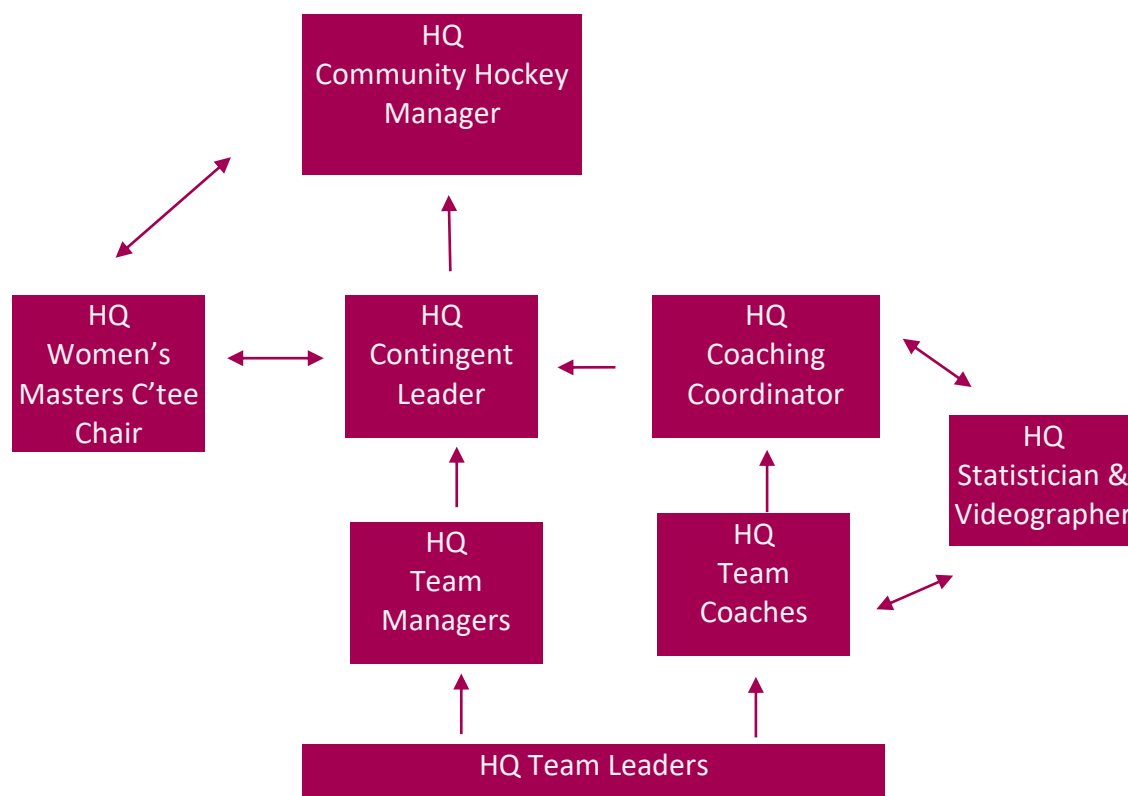 HQ
Community Hockey
Manager
HQ
Women’s
Masters C’tee
Chair
HQ
Contingent
Leader
HQ
Coaching
Coordinator
HQ
Statistician &
Videographer
HQ
Team
Managers
HQ
Team
Coaches
HQ Team Leaders